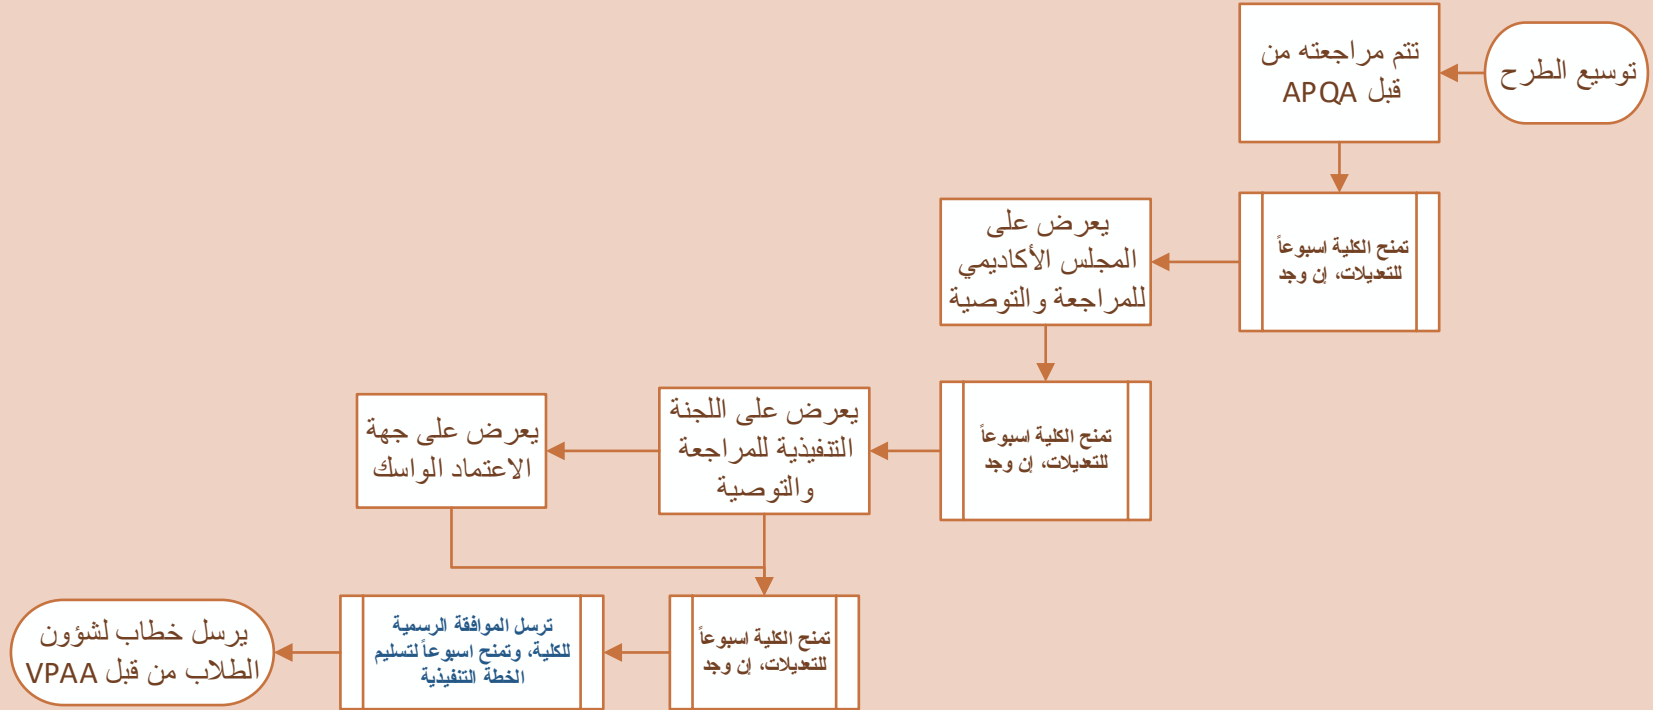 توسيع الطرح
تتم مراجعته من
قبل APQA
تمنح الكلية اسبوعاً
للتعديلات، إن وجد
يعرض على
المجلس الأكاديمي
للمراجعة والتوصية
تمنح الكلية اسبوعاً
للتعديلات، إن وجد
يعرض على اللجنة
التنفيذية للمراجعة
والتوصية
يعرض على جهة
الاعتماد الواسك
تمنح الكلية اسبوعاً
للتعديلات، إن وجد
ترسل الموافقة الرسمية
للكلية، وتمنح اسبوعاً لتسليم
الخطة التنفيذية
يرسل خطاب لشؤون
الطلاب من قبل VPAA